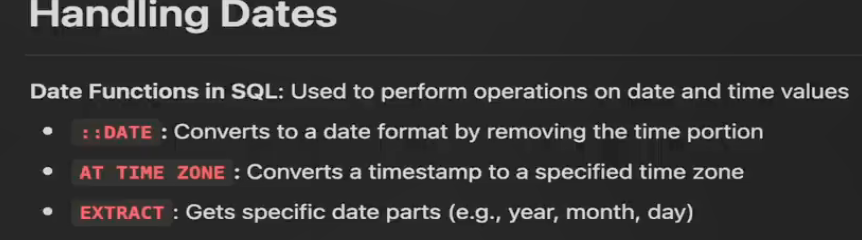 Handling Dates
Date Functions in SQL: Used to perform operations on date and time values
• ::DATE : Converts to a date format by removing the time portion
• AT TIME ZONE : Converts a timestamp to a specified time zone
• EXTRACT : Gets specific date parts (e.g., year, month, day)